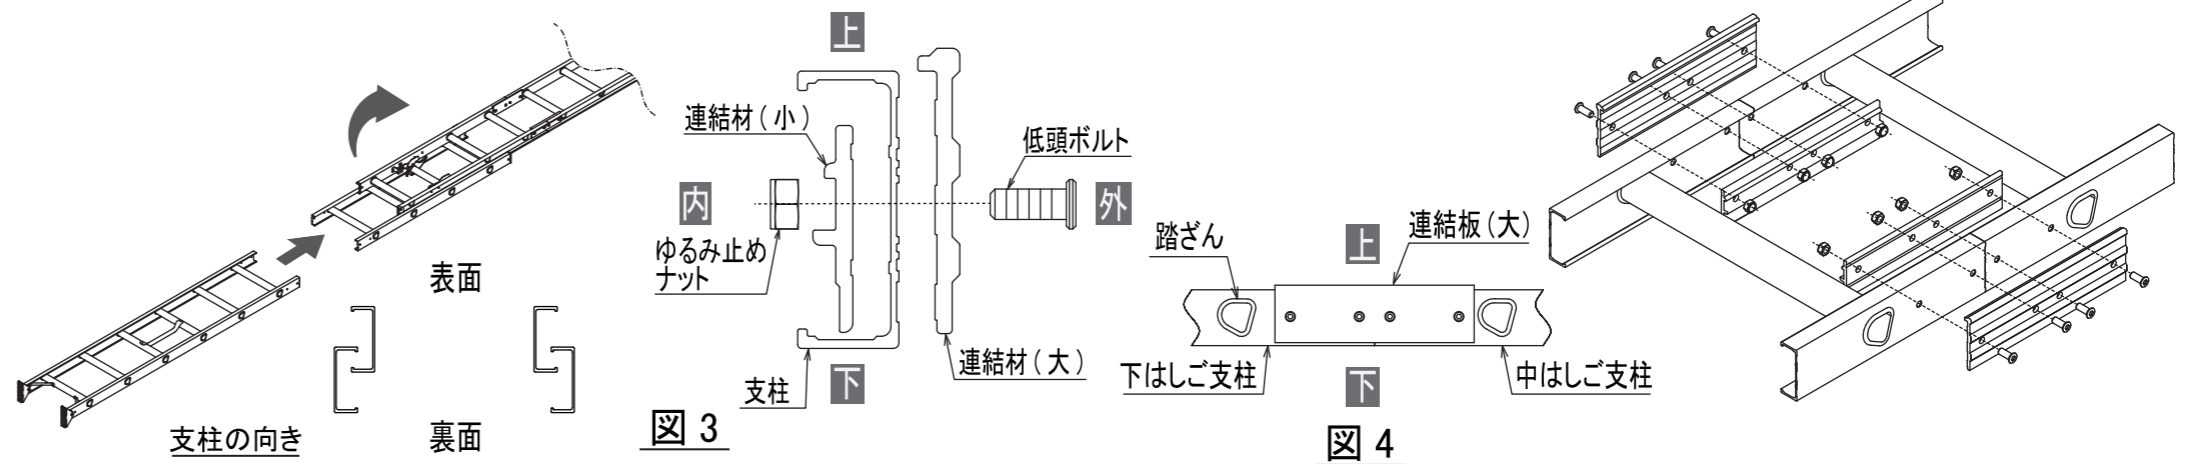 表面
裏面
支柱の向き
上
連結材(小)
内
ゆるみ止め
ナット
低頭ボルト
外
連結材(大)
支柱
下
図 3
踏ざん
上
連結板(大)
下はしご支柱
中はしご支柱
下
図 4